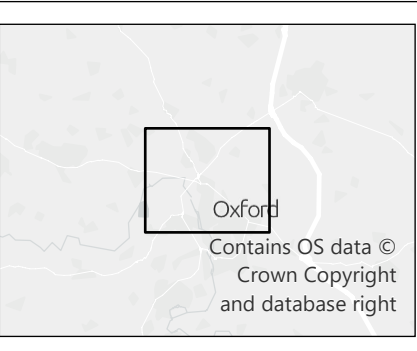 Oxford
Contains OS data ©
Crown Copyright
and database right